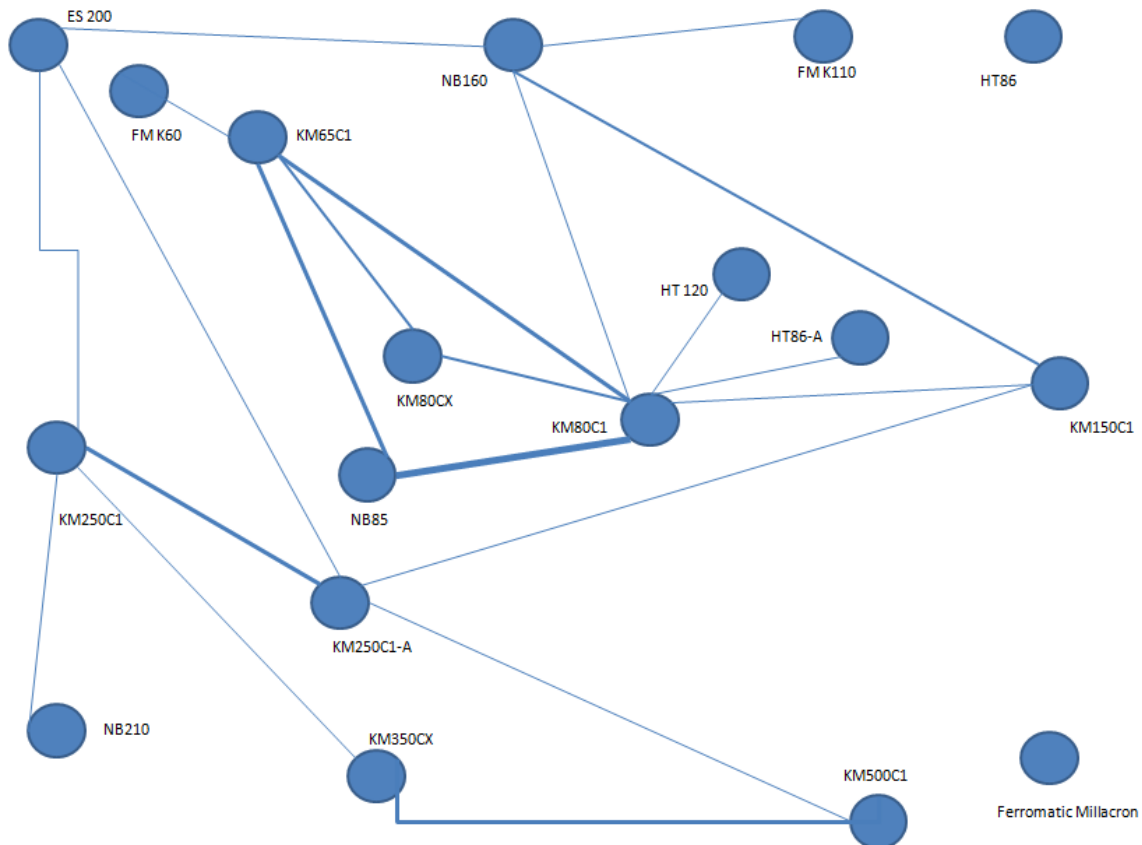 ES 200
NB160
FM K110
HT86
FM K60
KM65C1
HT 120
HT86-A
KM80CX
KM80C1
KM150C1
KM250C1
NB85
KM250C1-A
NB210
KM350CX
KM500C1
Ferromatic Millacron